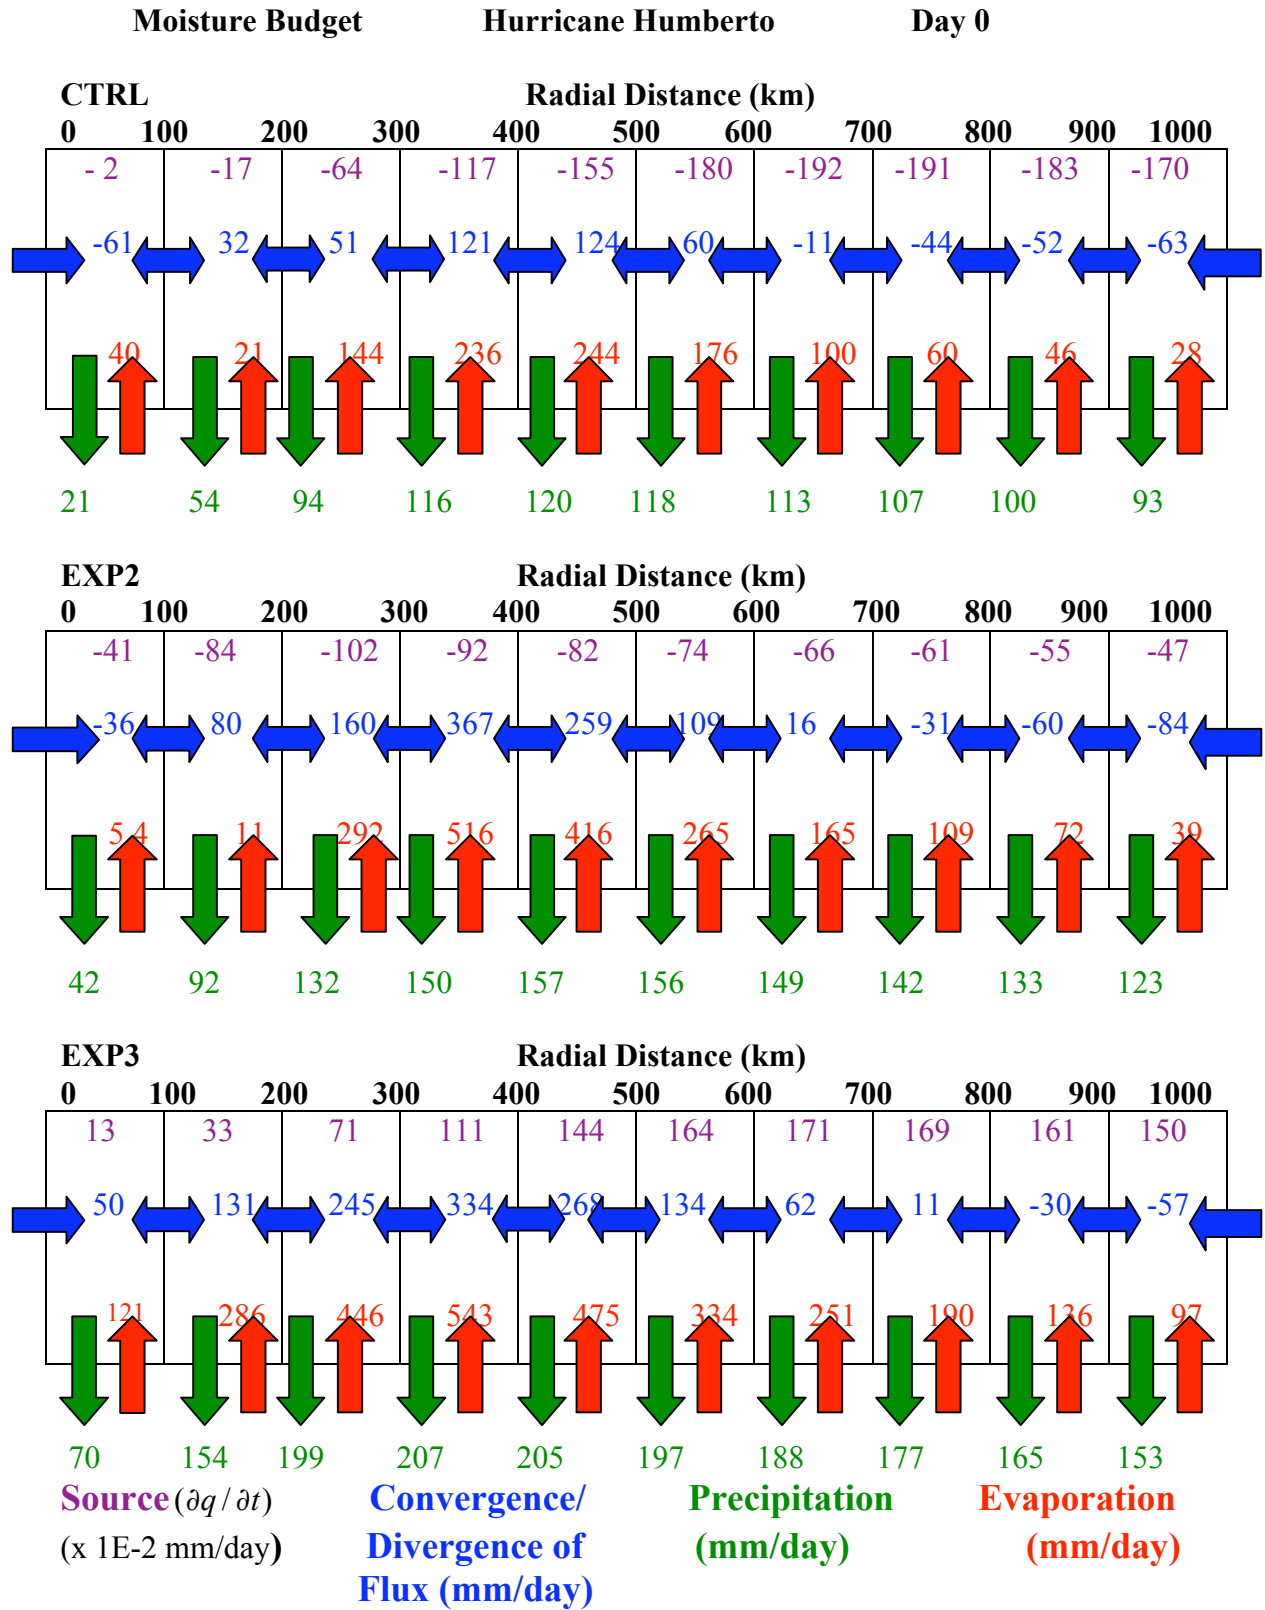 Moisture Budget Hurricane Humberto Day 0
CTRL Radial Distance (km)
0 100 200 300 400 500 600 700 800 900 1000
- 2 -17 -64 -117 -155 -180 -192 -191 -183 -170
-61 32 51 121 124 60 -11 -44 -52 -63
40 21 144 236 244 176 100 60 46 28
21 54 94 116 120 118 113 107 100 93
EXP2 Radial Distance (km)
0 100 200 300 400 500 600 700 800 900 1000
-41 -84 -102 -92 -82 -74 -66 -61 -55 -47
-36 80 160 367 259 109 16 -31 -60 -84
5.4 11 292 516 416 265 165 109 72 39
42 92 132 150 157 156 149 142 133 123
EXP3 Radial Distance (km)
0 100 200 300 400 500 600 700 800 900 1000
13 33 71 111 144 164 171 169 161 150
50 131 245 334 268 134 62 11 -30 -57
121 286 446 543 475 334 251 190 136 97
70 154 199 207 205 197 188 177 165 153
Source (∂q / ∂t) Convergence/ Precipitation Evaporation
(x 1E-2 mm/day) Divergence of (mm/day) (mm/day)
Flux (mm/day)